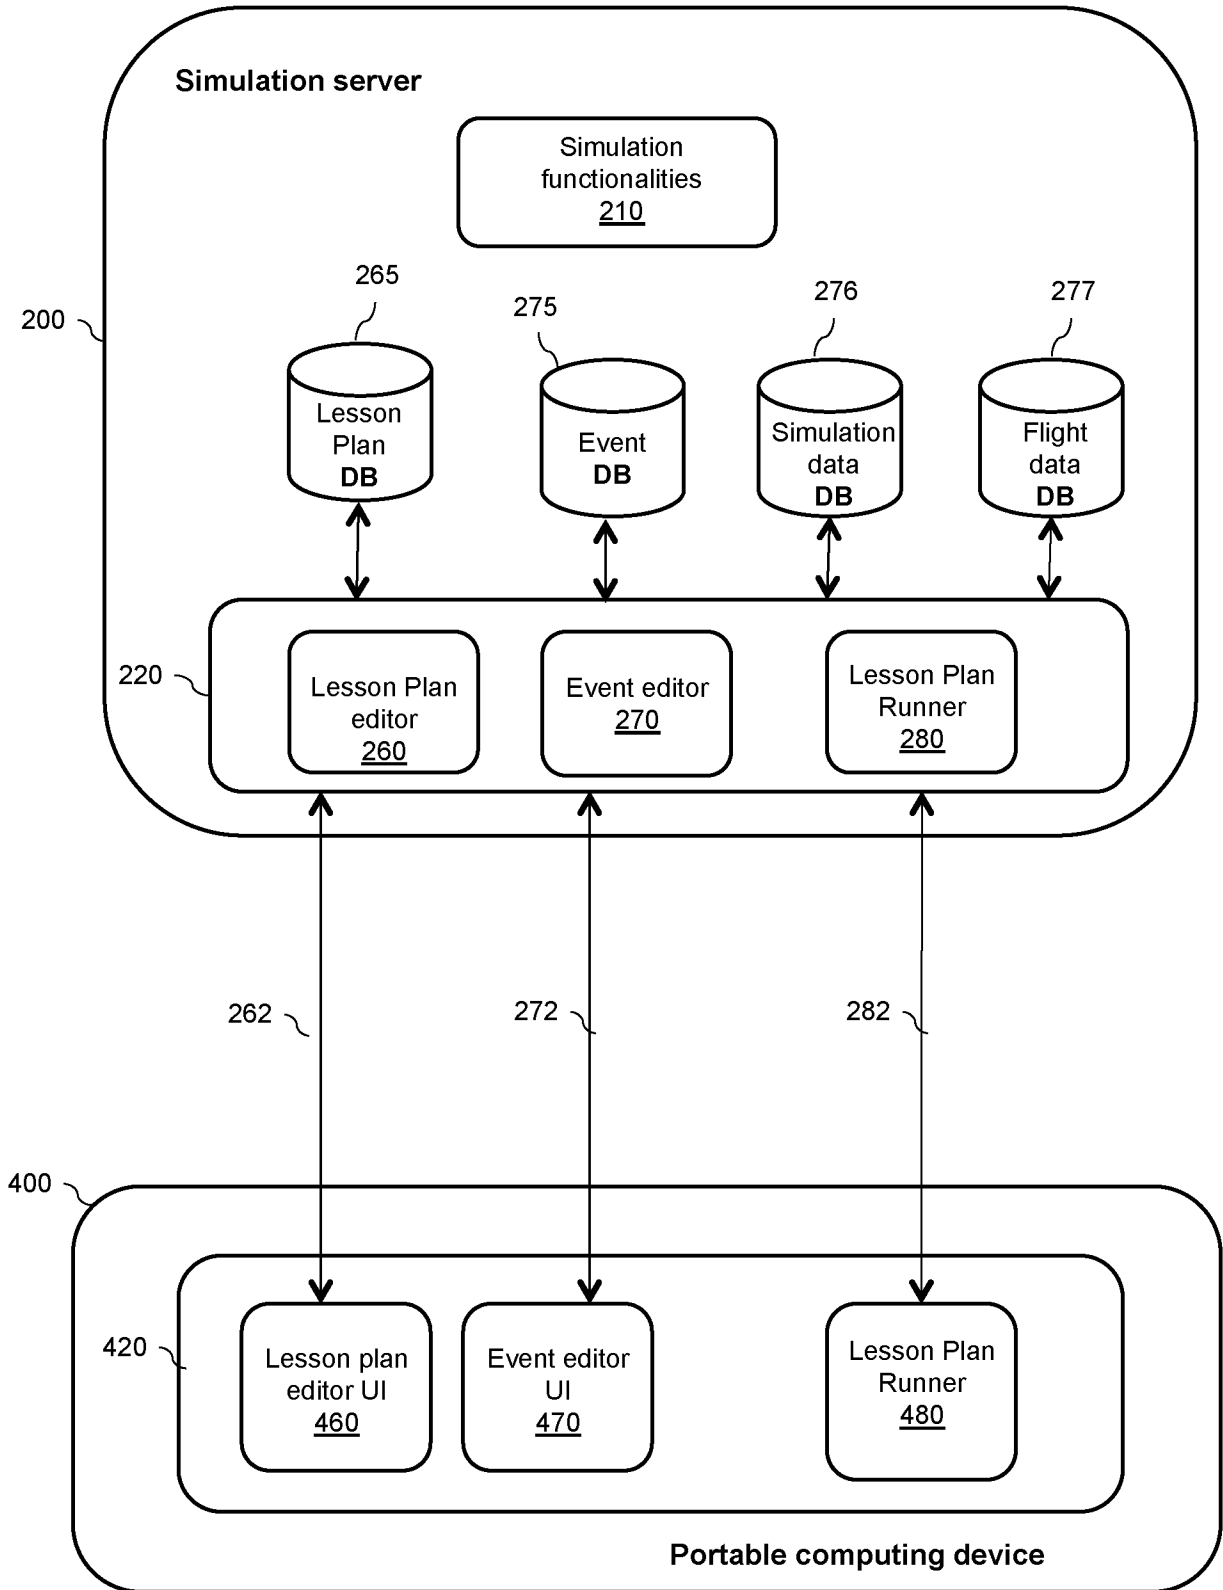 Simulation server
Simulation
functionalities
210
265
275
276
277
200
Lesson
Plan
DB
Event
DB
Simulation
data
DB
Flight
data
DB
220
Lesson Plan
editor
260
Event editor
270
Lesson Plan
Runner
280
262
272
282
400
420
Lesson plan
editor UI
460
Event editor
UI
470
Lesson Plan
Runner
480
Portable computing device